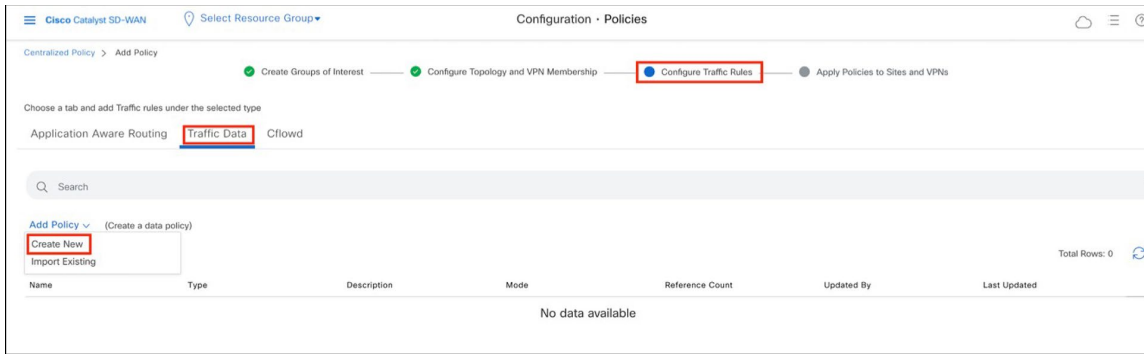 Cisco Catalyst SD-WAN Select Resource Group▾ Configuration · Policies
Centralized Policy > Add Policy
Create Groups of Interest Configure Topology and VPN Membership Configure Traffic Rules Apply Policies to Sites and VPNs
Choose a tab and add Traffic rules under the selected type
Application Aware Routing Traffic Data Cflowd
Search
Add Policy (Create a data policy)
Create New
Import Existing
Total Rows: 0
Name Type Description Mode Reference Count Updated By Last Updated
No data available